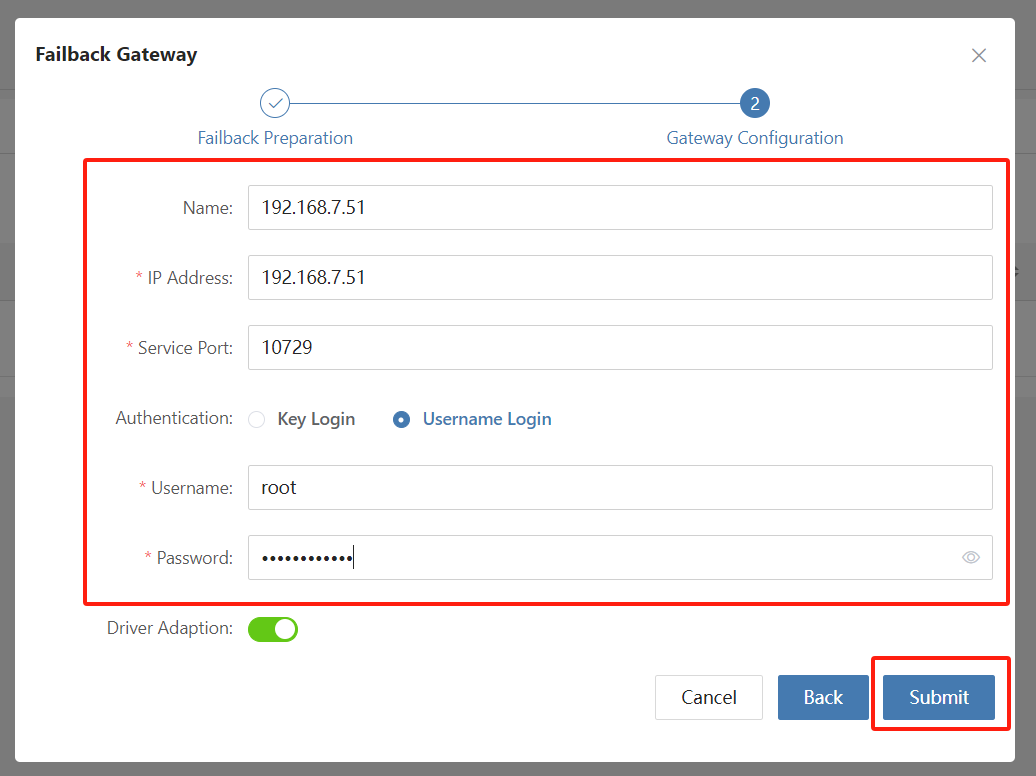 Failback Gateway
2
Failback Preparation
Gateway Configuration
Name: 192.168.7.51
* IP Address: 192.168.7.51
* Service Port: 10729
Authentication: Key Login Username Login
* Username: root
* Password: ••••••••••••
Driver Adaption:
Cancel Back Submit